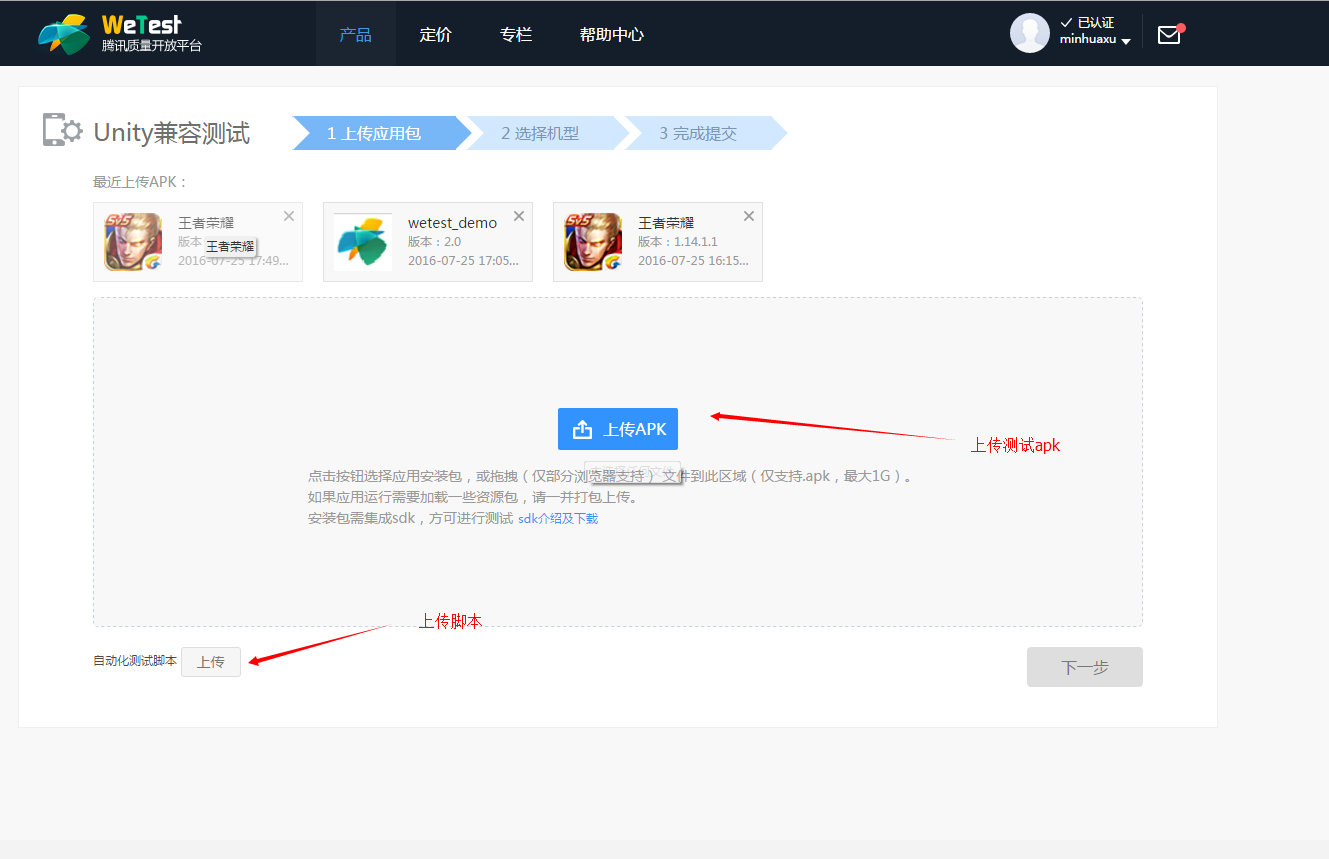 WeTest
腾讯质量开放平台
产品
定价
专栏
帮助中心
已认证
minhuaxu
Unity兼容测试
1 上传应用包
2 选择机型
3 完成提交
最近上传APK：
王者荣耀
版本
王者荣耀
2016-07-25 17:49...
wetest_demo
版本：2.0
2016-07-25 17:05...
王者荣耀
版本：1.14.1.1
2016-07-25 16:15...
上传APK
上传测试apk
点击按钮选择应用安装包，或拖拽（仅部分浏览器支持）文件到此区域（仅支持.apk，最大1G）。
如果应用运行需要加载一些资源包，请一并打包上传。
安装包需集成sdk，方可进行测试 sdk介绍及下载
上传脚本
自动化测试脚本
上传
下一步